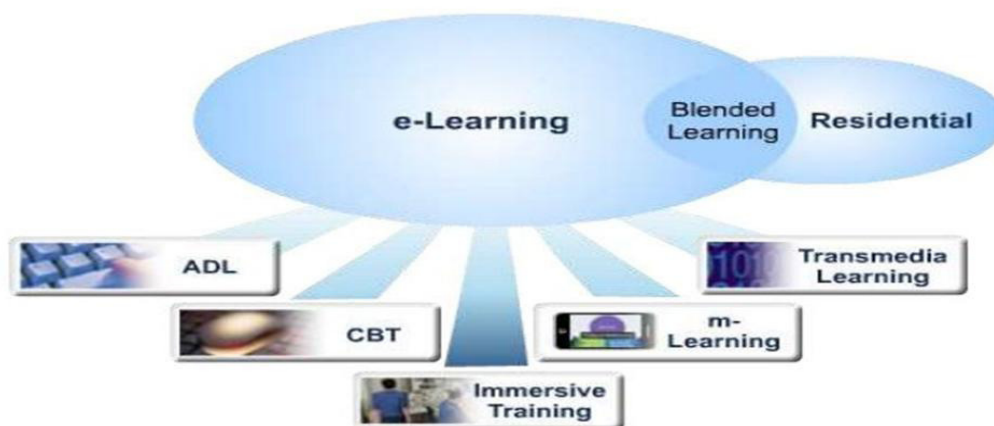 e-Learning
Blended
Learning
Residential
ADL
Transmedia
Learning
CBT
m-
Learning
Immersive
Training